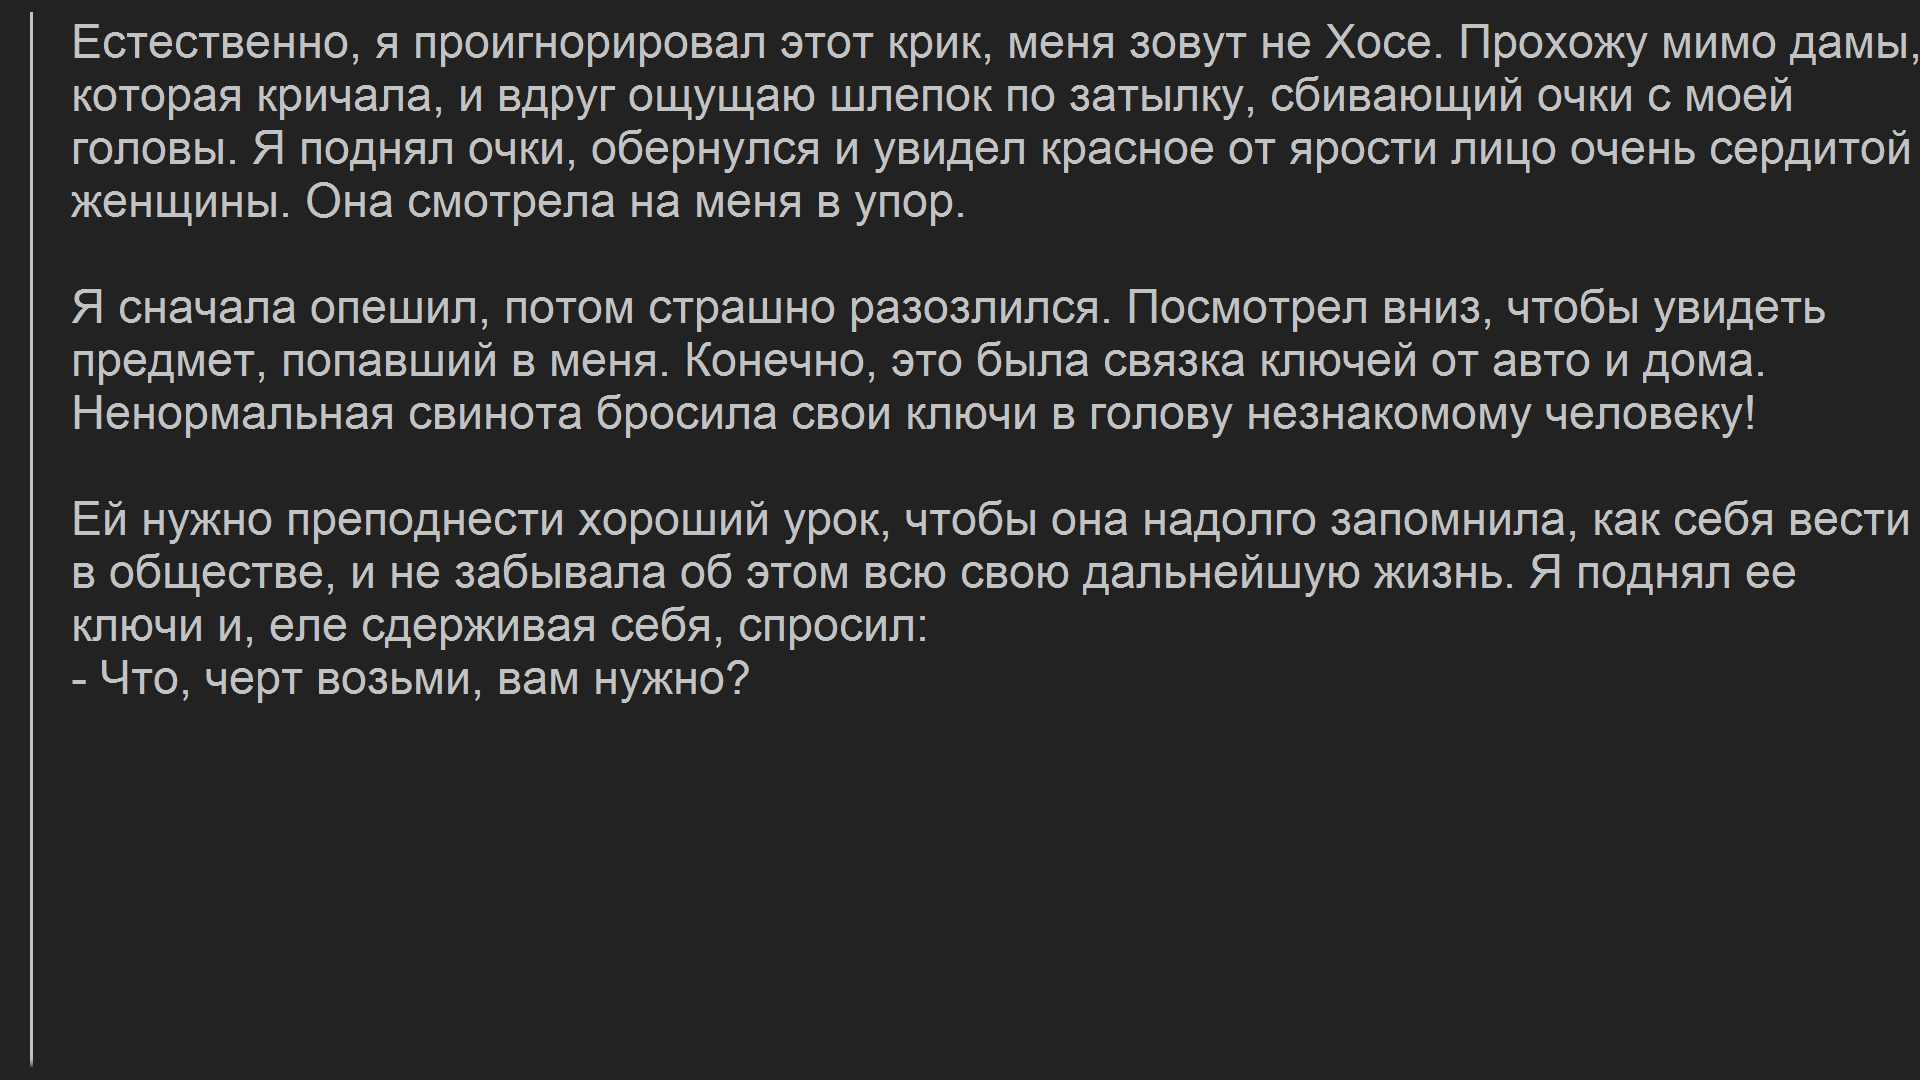 Естественно, я проигнорировал этот крик, меня зовут не Хосе. Прохожу мимо дамы,
которая кричала, и вдруг ощущаю шлепок по затылку, сбивающий очки с моей
головы. Я поднял очки, обернулся и увидел красное от ярости лицо очень сердитой
женщины. Она смотрела на меня в упор.
Я сначала опешил, потом страшно разозлился. Посмотрел вниз, чтобы увидеть
предмет, попавший в меня. Конечно, это была связка ключей от авто и дома.
Ненормальная свинота бросила свои ключи в голову незнакомому человеку!
Ей нужно преподнести хороший урок, чтобы она надолго запомнила, как себя вести
в обществе, и не забывала об этом всю свою дальнейшую жизнь. Я поднял ее
ключи и, еле сдерживая себя, спросил:
- Что, черт возьми, вам нужно?